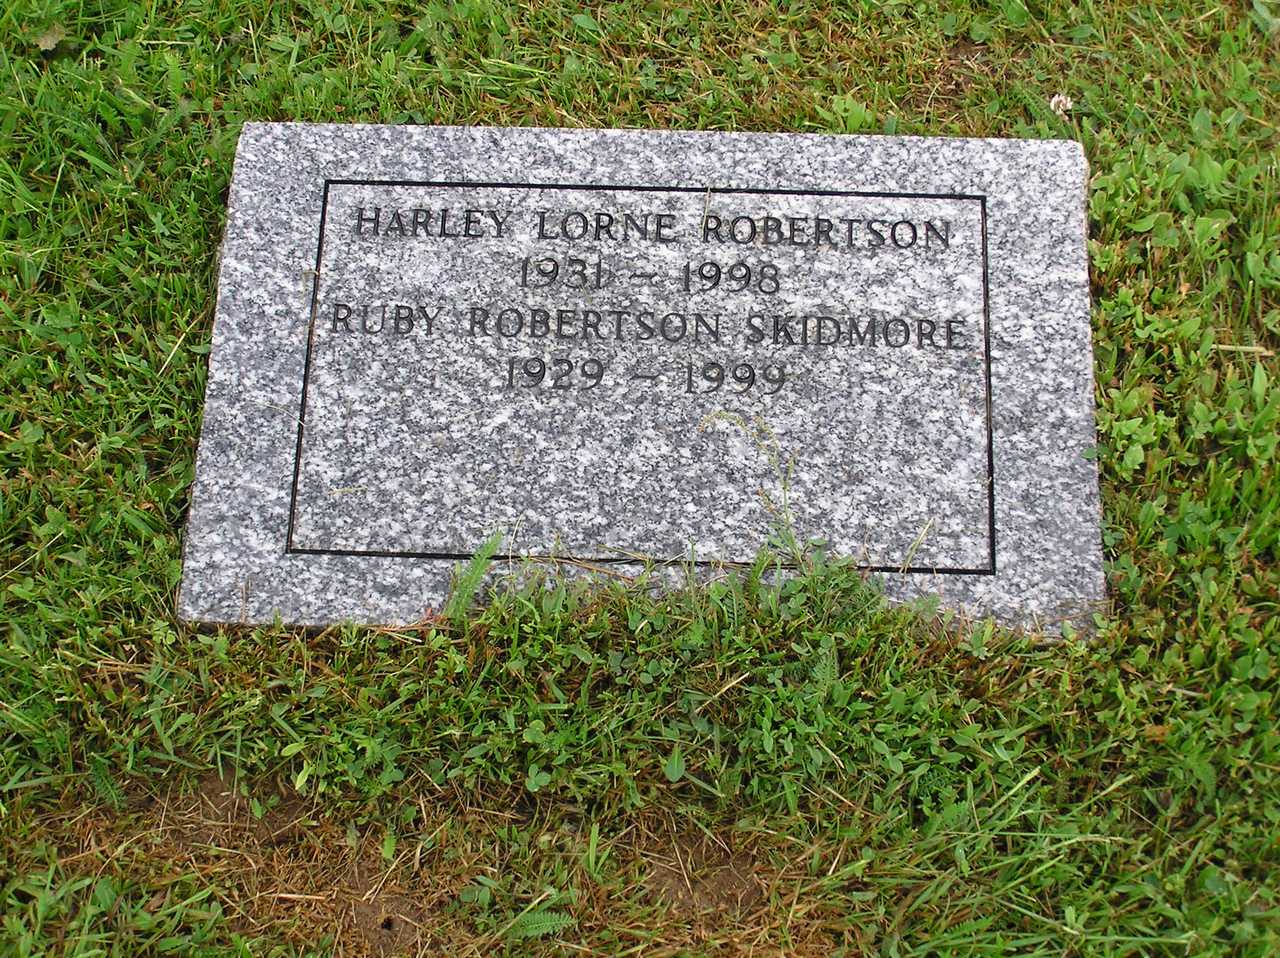 HARLEY LORNE ROBERTSON
1931 – 1998
RUBY ROBERTSON SKIDMORE
1929 – 1999